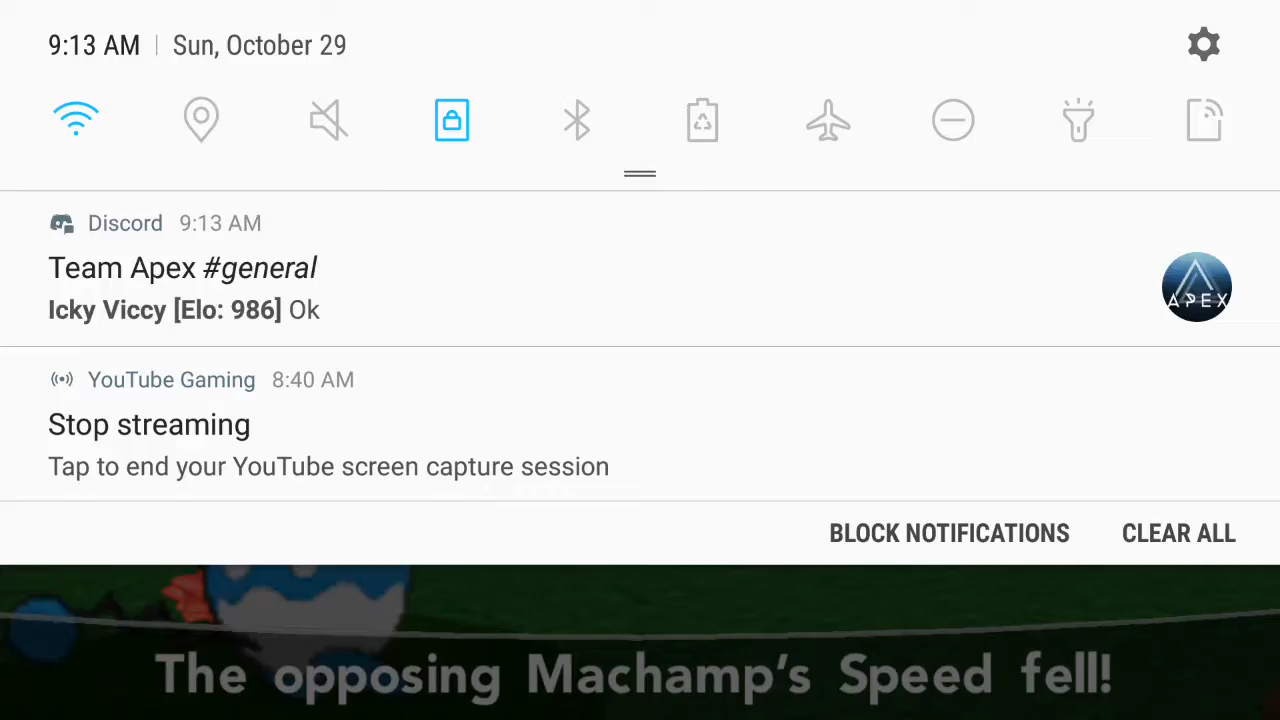 9:13 AM | Sun, October 29
Discord 9:13 AM
Team Apex #general
Icky Viccy [Elo: 986] Ok
APEX
YouTube Gaming 8:40 AM
Stop streaming
Tap to end your YouTube screen capture session
BLOCK NOTIFICATIONS CLEAR ALL
The opposing Machamp's Speed fell!